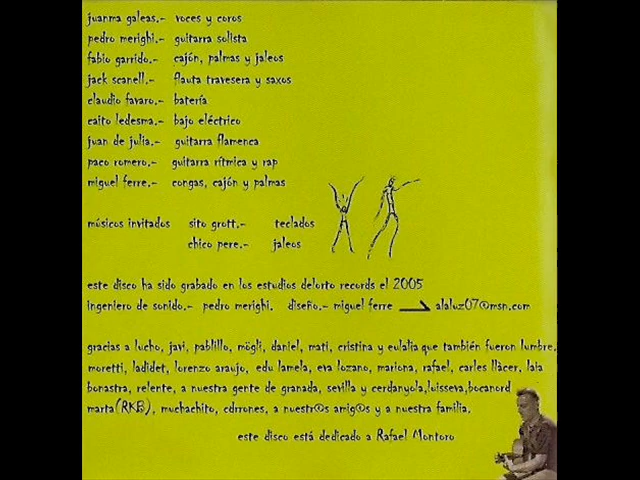 juanma galeas.- voces y coros
pedro merighi.- guitarra solista
fabio garrido.- cajón, palmas y jaleos
jack scanell.- flauta travesera y saxos
claudio favaro.- batería
caito ledesma.- bajo eléctrico
juan de julia.- guitarra flamenca
paco romero.- guitarra rítmica y rap
miguel ferre.- congas, cajón y palmas
músicos invitados sito grott.- teclados
chico pere.- jaleos
este disco ha sido grabado en los estudios delorto records el 2005
ingeniero de sonido.- pedro merighi. diseño.- miguel ferre alaluz07@msn.com
gracias a lucho, javi, pablillo, mögli, daniel, mati, cristina y eulalia que también fueron lumbre.
moretti, ladidet, lorenzo araujo, edu lamela, eva lozano, mariona, rafael, carles llàcer, lala
bonastra, relente, a nuestra gente de granada, sevilla y cerdanyola,luisseva,bocanord
marta(RKB), muchachito, cdrrones, a nuestr@s amig@s y a nuestra familia.
este disco está dedicado a Rafael Montoro